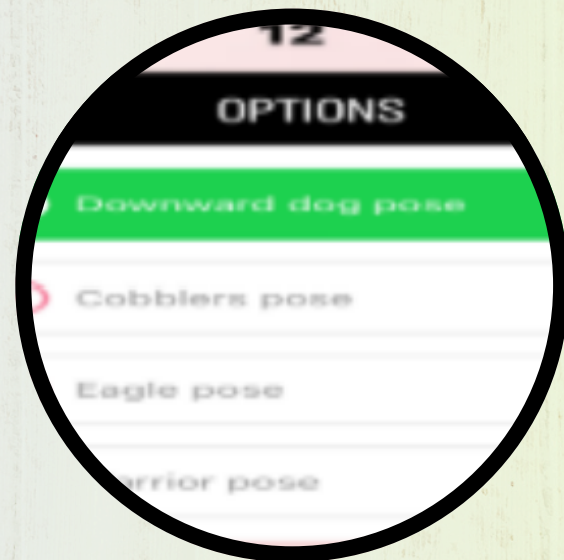 12
OPTIONS
Downward dog pose
Cobblers pose
Eagle pose
arrior pose